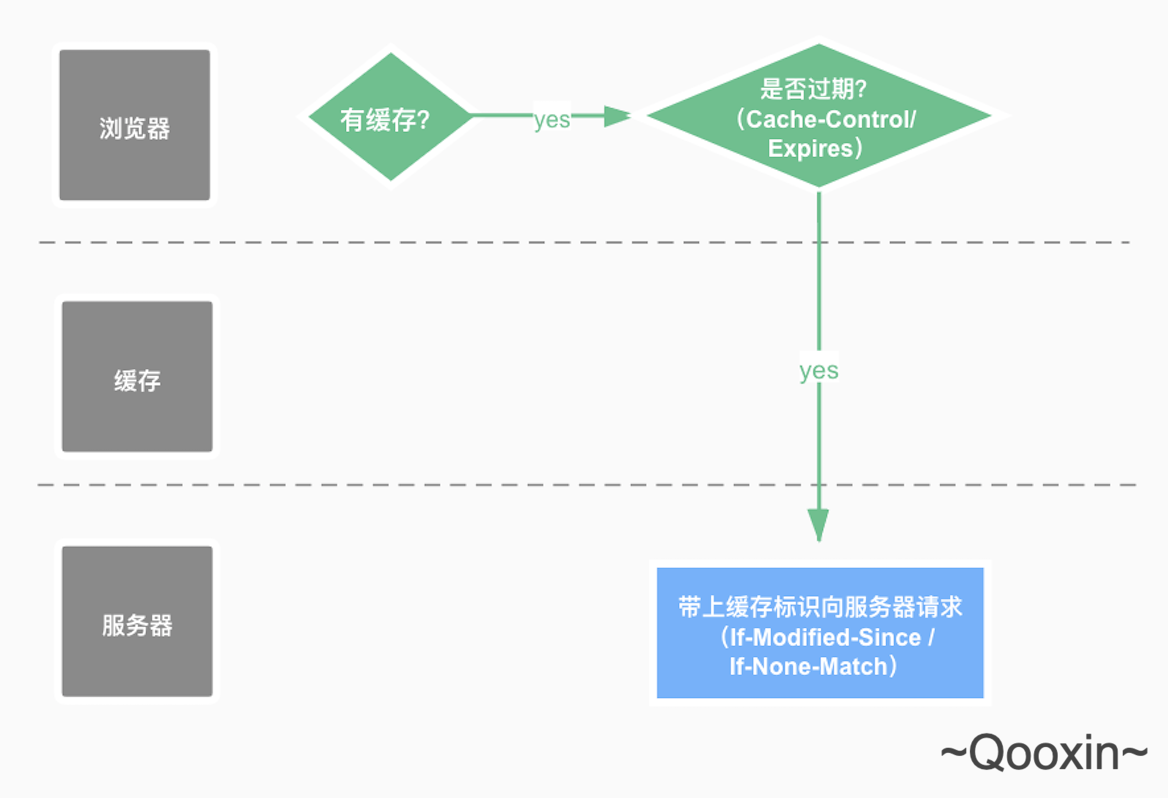 浏览器
有缓存?
yes
是否过期?
（Cache-Control/
Expires）
缓存
yes
服务器
带上缓存标识向服务器请求
（If-Modified-Since /
If-None-Match）
~Qooxin~